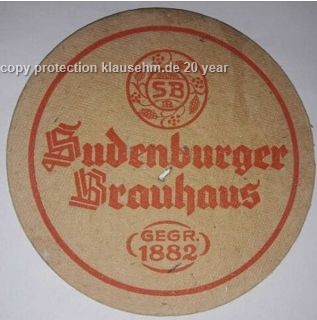 copy protection klausehm.de 20 year
SB
Sudenburger
Brauhaus
GEGR.
1882